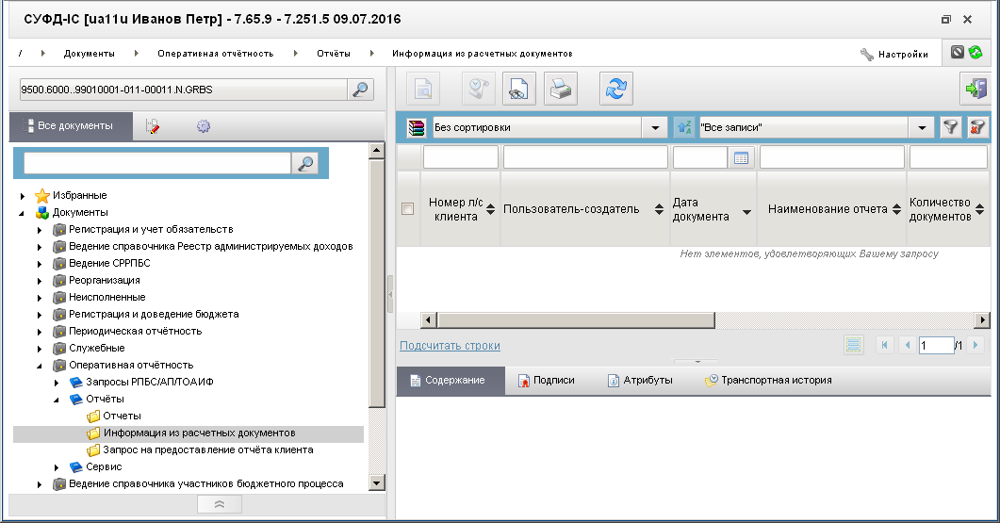 СУФД-IC [ua11u Иванов Петр] - 7.65.9 - 7.251.5 09.07.2016
/ Документы Оперативная отчётность Отчёты Информация из расчетных документов
Настройки
9500.6000..99010001-011-00011.N.GRBS
Все документы
Без сортировки
"Все записи"
Избранные
Документы
Регистрация и учет обязательств
Ведение справочника Реестр администрируемых доходов
Ведение СРРПБС
Реорганизация
Неисполненные
Регистрация и доведение бюджета
Периодическая отчётность
Служебные
Оперативная отчётность
Запросы РПБС/АП/ТОАИФ
Отчёты
Отчеты
Информация из расчетных документов
Запрос на предоставление отчёта клиента
Сервис
Ведение справочника участников бюджетного процесса
Номер л/с
клиента
Пользователь-создатель
Дата
документа
Наименование отчета
Количество
документов
Нет элементов, удовлетворяющих Вашему запросу
Подсчитать строки
1 /1
Содержание
Подписи
Атрибуты
Транспортная история